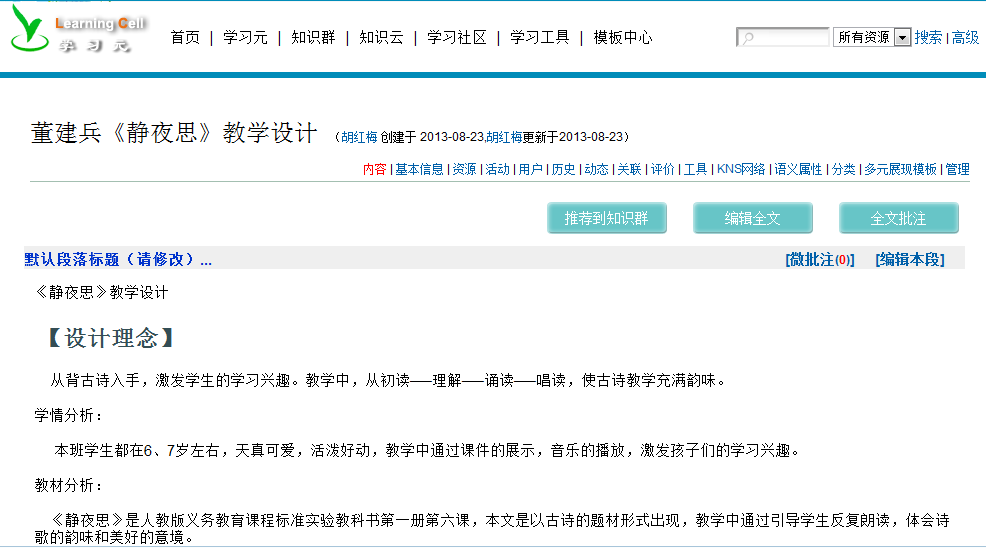 Learning Cell
学习元
首页 | 学习元 | 知识群 | 知识云 | 学习社区 | 学习工具 | 模板中心
所有资源 搜索 | 高级
董建兵《静夜思》教学设计 （胡红梅 创建于 2013-08-23,胡红梅更新于2013-08-23）
内容 | 基本信息 | 资源 | 活动 | 用户 | 历史 | 动态 | 关联 | 评价 | 工具 | KNS网络 | 语义属性 | 分类 | 多元展现模板 | 管理
推荐到知识群 编辑全文 全文批注
默认段落标题（请修改）... [微批注(0)] [编辑本段]
《静夜思》教学设计
【设计理念】
从背古诗入手，激发学生的学习兴趣。教学中，从初读——理解——诵读——唱读，使古诗教学充满韵味。
学情分析：
本班学生都在6、7岁左右，天真可爱，活泼好动，教学中通过课件的展示，音乐的播放，激发孩子们的学习兴趣。
教材分析：
《静夜思》是人教版义务教育课程标准实验教科书第一册第六课，本文是以古诗的题材形式出现，教学中通过引导学生反复朗读，体会诗
歌的韵味和美好的意境。